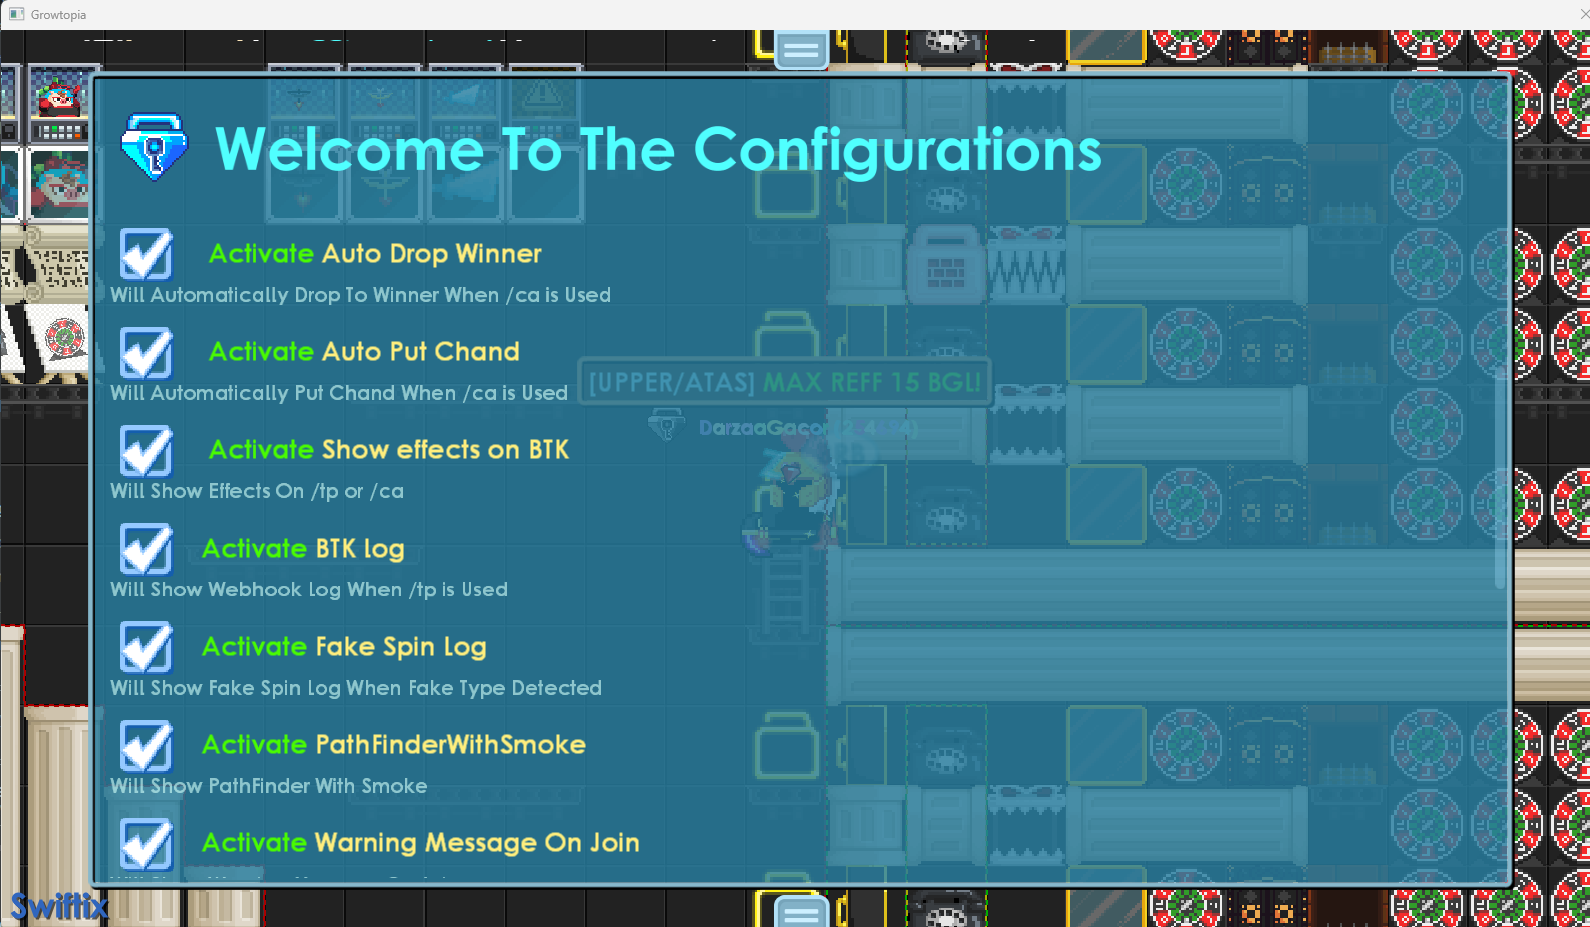 Growtopia
Welcome To The Configurations
Activate Auto Drop Winner
Will Automatically Drop To Winner When /ca is Used
Activate Auto Put Chand
Will Automatically Put Chand When /ca is Used
[UPPER/ATAS] MAX REFF 15 BGL!
Activate Show effects on BTK
Will Show Effects On /tp or /ca
Activate BTK Log
Will Show Webhook Log When /tp is Used
Activate Fake Spin Log
Will Show Fake Spin Log When Fake Type Detected
Activate PathFinderWithSmoke
Will Show PathFinder With Smoke
Activate Warning Message On Join
Swiftix